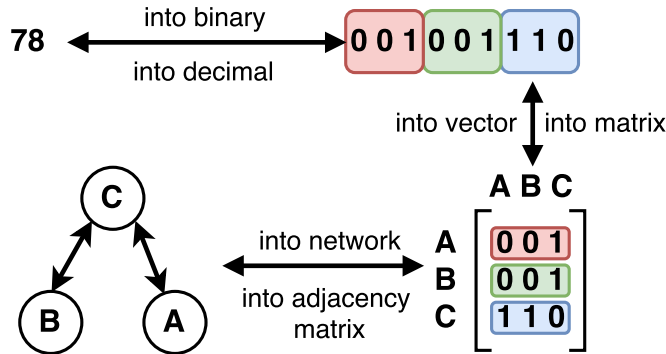 into binary
78
0 0 1 0 0 1 1 1 0
into decimal
into vector
into matrix
A B C
C
A
0 0 1
into network
B
0 0 1
into adjacency
matrix
C
1 1 0
B
A